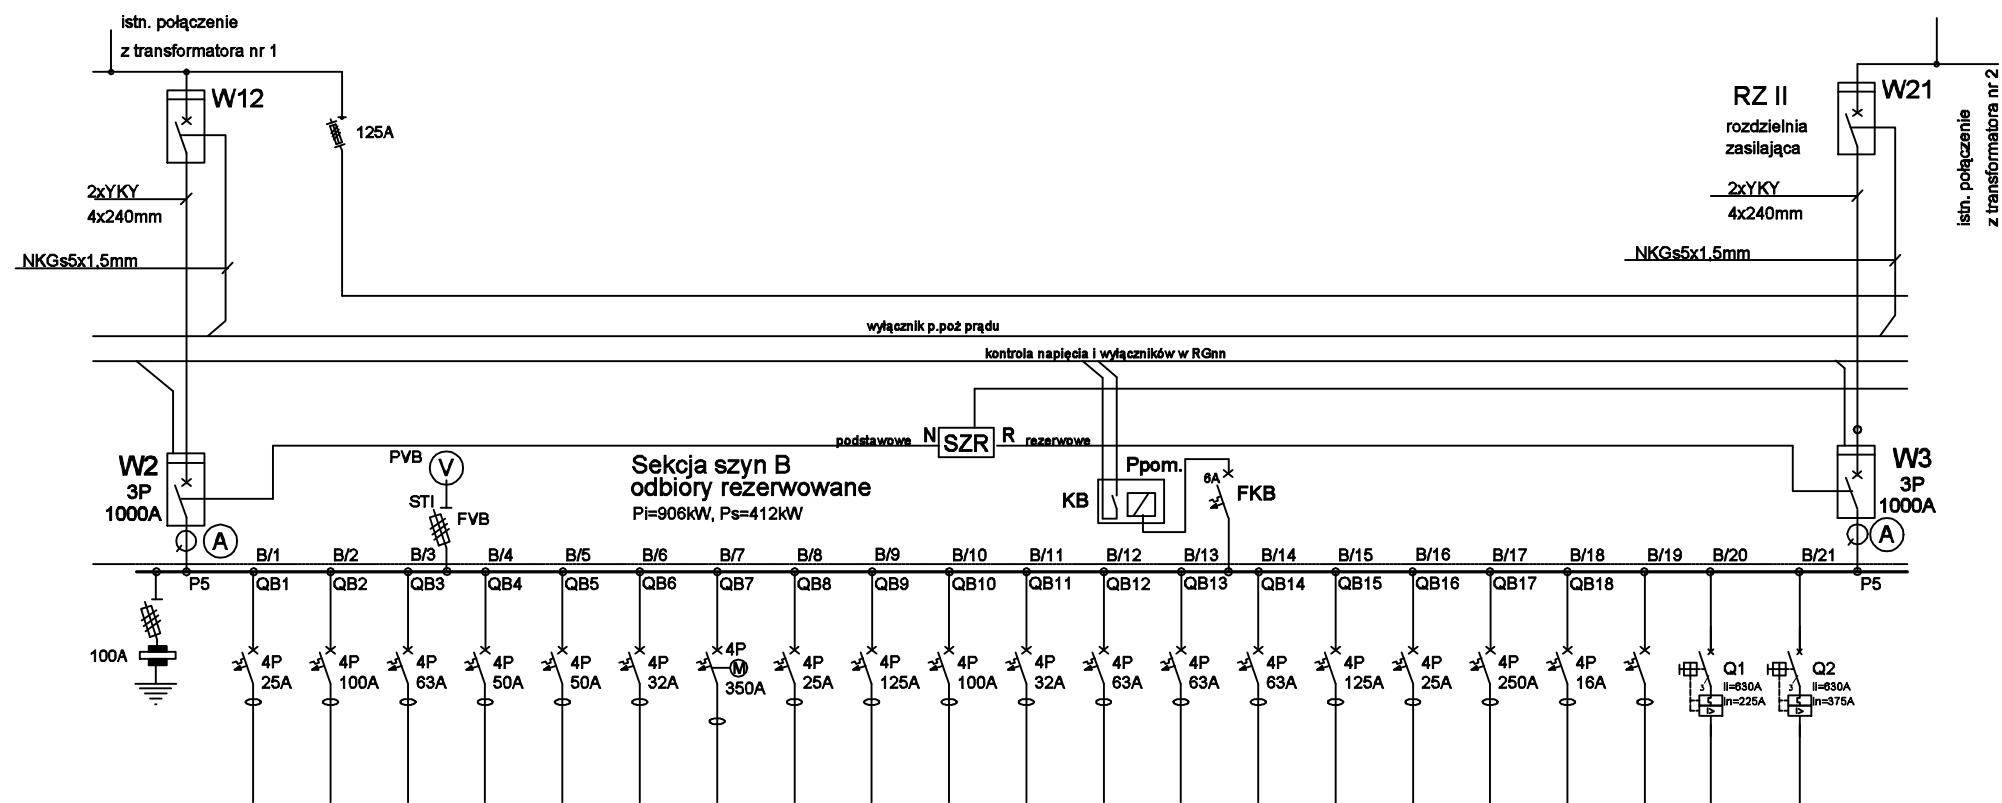 istn. połączenie
z transformatora nr 1
W12
125A
2xYKY
4x240mm
NKGs5x1,5mm
RZ II
rozdzielnia
zasilająca
W21
istn. połączenie
z transformatora nr 2
2xYKY
4x240mm
NKGs5x1,5mm
wyłącznik p.poż prądu
kontrola napięcia i wyłączników w RGnn
podstawowe N SZR R rezerwowe
W2
3P
1000A
A
PVB V
STI
FVB
Sekcja szyn B
odbiory rezerwowane
Pi=906kW, Ps=412kW
Ppom.
KB
6A
FKB
W3
3P
1000A
A
B/1 B/2 B/3 B/4 B/5 B/6 B/7 B/8 B/9 B/10 B/11 B/12 B/13 B/14 B/15 B/16 B/17 B/18 B/19 B/20 B/21
P5 QB1 QB2 QB3 QB4 QB5 QB6 QB7 QB8 QB9 QB10 QB11 QB12 QB13 QB14 QB15 QB16 QB17 QB18 P5
100A
4P
25A
4P
100A
4P
63A
4P
50A
4P
50A
4P
32A
4P
M
350A
4P
25A
4P
125A
4P
100A
4P
32A
4P
63A
4P
63A
4P
63A
4P
125A
4P
25A
4P
250A
4P
16A
Q1
Ii=630A
In=225A
3
I>
Q2
Ii=630A
In=375A
3
I>